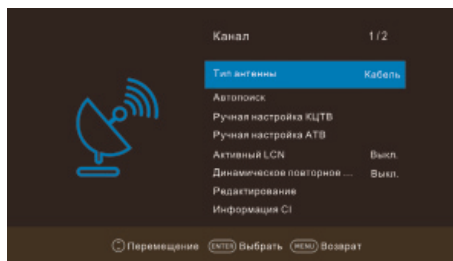 Канал 1/2
Тип антенны Кабель
Автопоиск
Ручная настройка КЦТВ
Ручная настройка АТВ
Активный LCN Выкл.
Динамическое повторное ... Выкл.
Редактирование
Информация CI
Перемещение ENTER Выбрать MENU Возврат